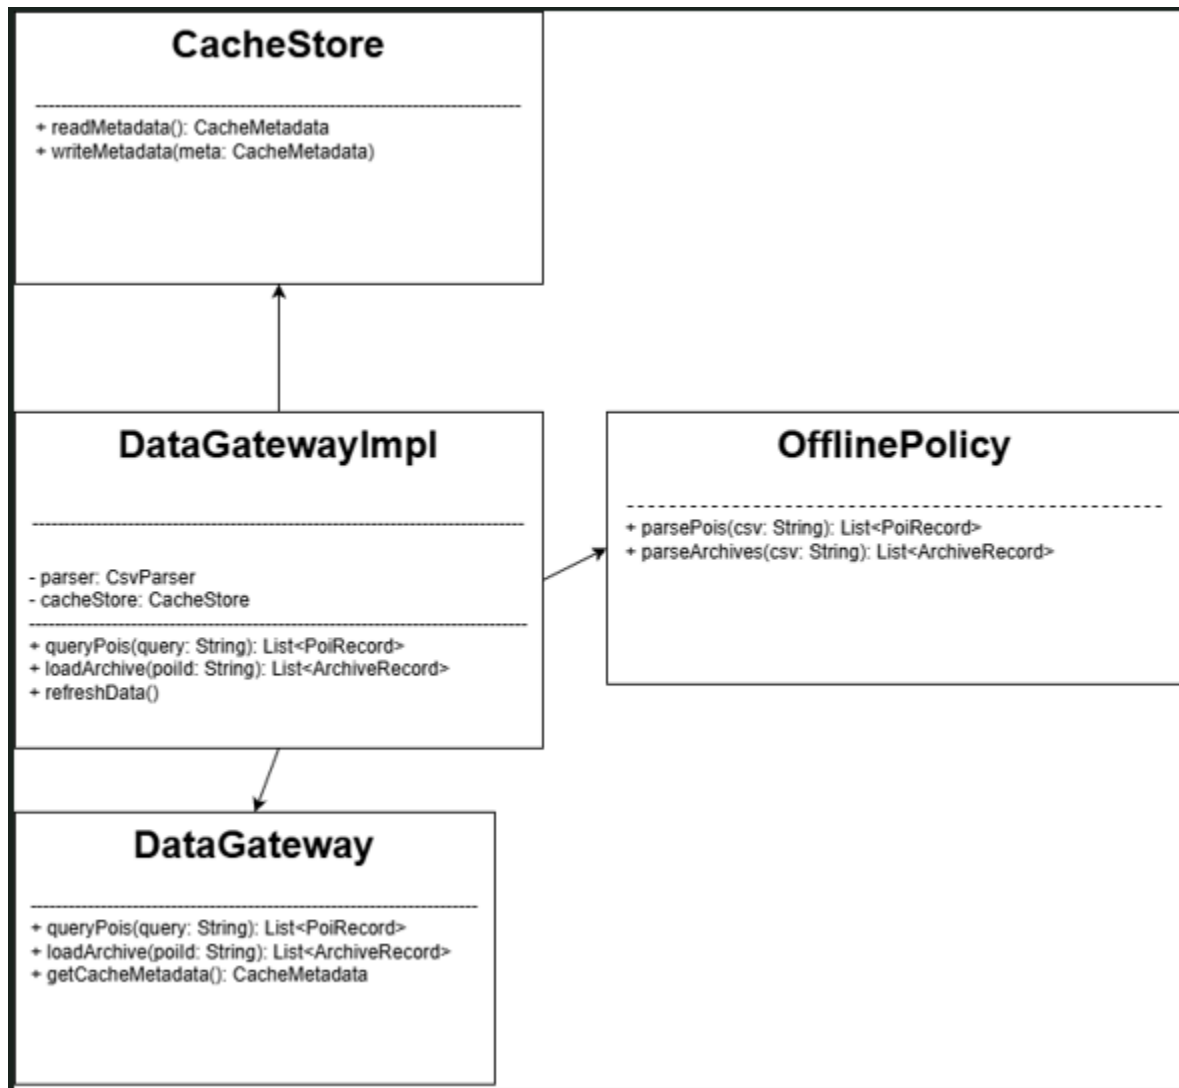 CacheStore
+ readMetadata(): CacheMetadata
+ writeMetadata(meta: CacheMetadata)
DataGatewayImpl
- parser: CsvParser
- cacheStore: CacheStore
+ queryPois(query: String): List<PoiRecord>
+ loadArchive(poiId: String): List<ArchiveRecord>
+ refreshData()
OfflinePolicy
+ parsePois(csv: String): List<PoiRecord>
+ parseArchives(csv: String): List<ArchiveRecord>
DataGateway
+ queryPois(query: String): List<PoiRecord>
+ loadArchive(poiId: String): List<ArchiveRecord>
+ getCacheMetadata(): CacheMetadata